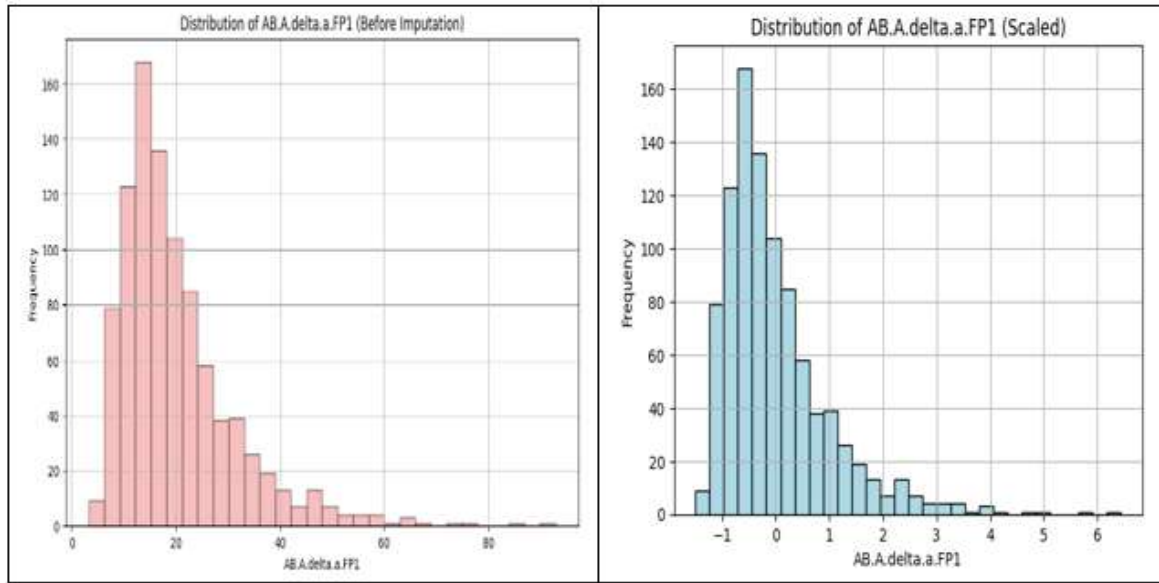 Distribution of AB.A.delta.a.FP1 (Before Imputation)
160
140
120
100
80
60
40
20
0
Frequency
0 20 40 60 80
AB.A.delta.a.FP1
Distribution of AB.A.delta.a.FP1 (Scaled)
160
140
120
100
80
60
40
20
0
Frequency
−1 0 1 2 3 4 5 6
AB.A.delta.a.FP1